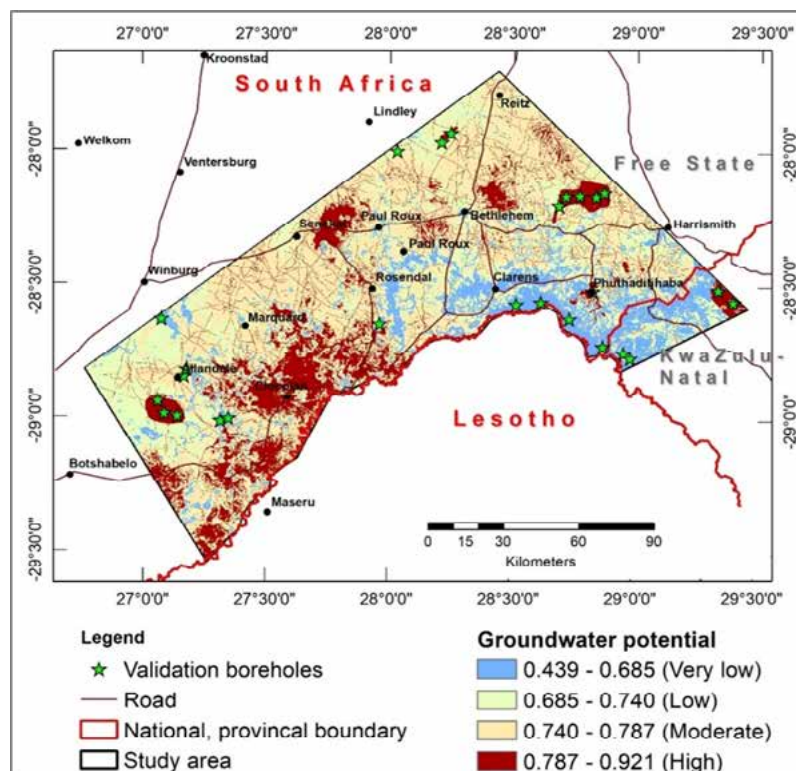 27°0'0" 27°30'0" 28°0'0" 28°30'0" 29°0'0" 29°30'0"
Kroonstad
South Africa
Reitz
Lindley
Welkom
-28°0'0"
-28°0'0"
Free State
Ventersburg
Paul Roux
Bethlehem
Harrismith
Paul Roux
Winburg
Rosendal
Clarens
Phuthaditjhaba
-28°30'0"
-28°30'0"
Marquard
KwaZulu-
Natal
-29°0'0"
-29°0'0"
Lesotho
Botshabelo
Maseru
0 15 30 60 90
Kilometers
-29°30'0"
-29°30'0"
27°0'0" 27°30'0" 28°0'0" 28°30'0" 29°0'0" 29°30'0"
Legend
Validation boreholes
Road
National, provincal boundary
Study area
Groundwater potential
0.439 - 0.685 (Very low)
0.685 - 0.740 (Low)
0.740 - 0.787 (Moderate)
0.787 - 0.921 (High)